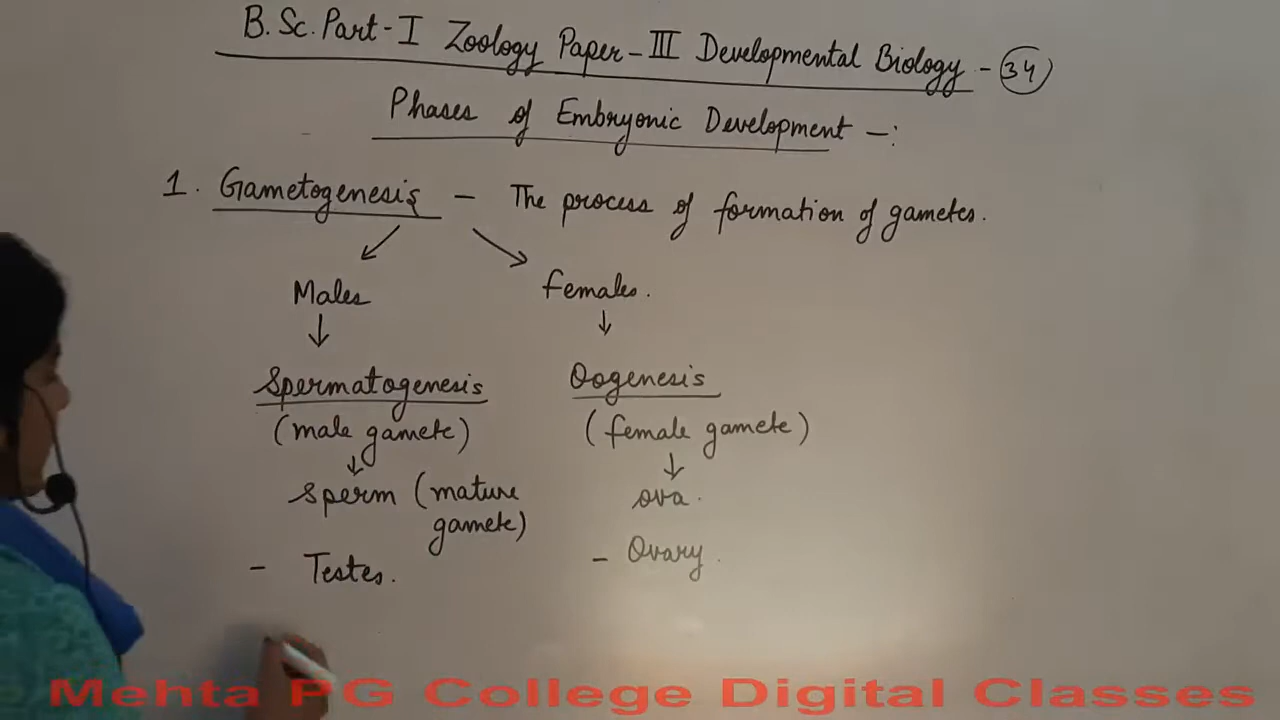 B.Sc. Part-I Zoology Paper-III Developmental Biology - 34
Phases of Embryonic Development -:
1. Gametogenesis - The process of formation of gametes.
Males Females.
Spermatogenesis Oogenesis
(male gamete) (female gamete)
Sperm (mature gamete) ova.
- Testes. - Ovary.
Mehta PG College Digital Classes